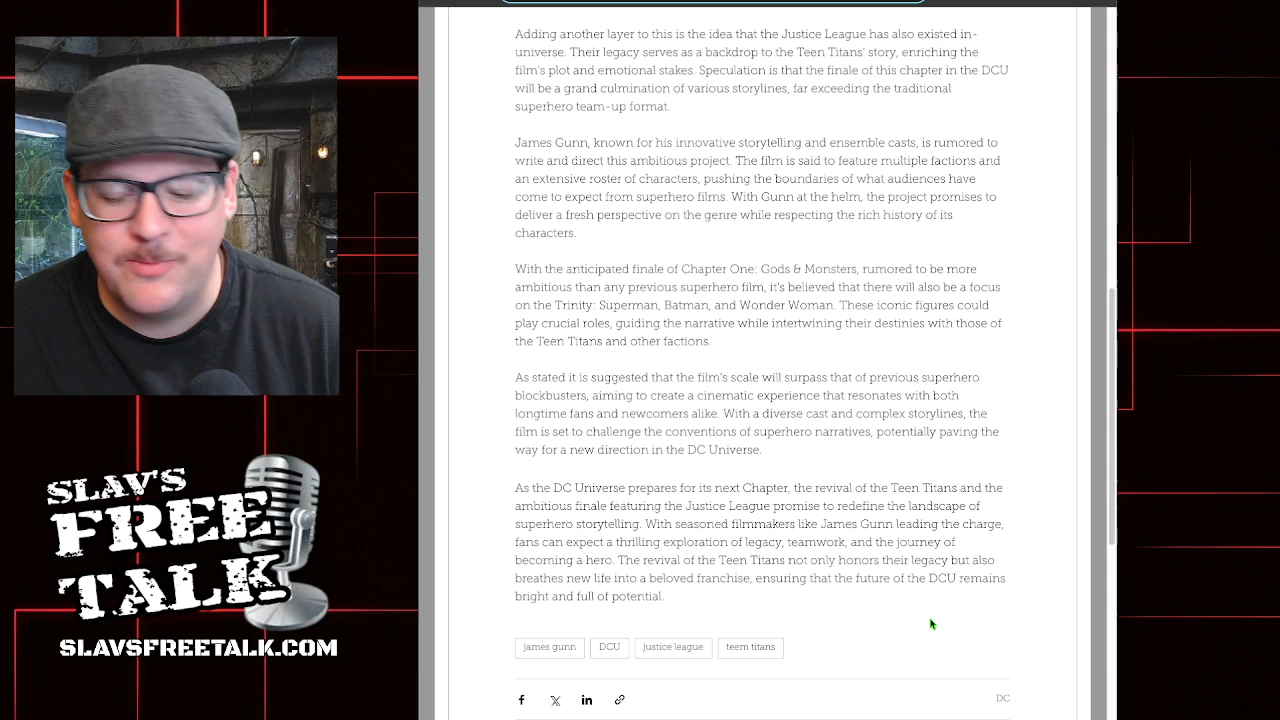 Adding another layer to this is the idea that the Justice League has also existed in-
universe. Their legacy serves as a backdrop to the Teen Titans' story, enriching the
film's plot and emotional stakes. Speculation is that the finale of this chapter in the DCU
will be a grand culmination of various storylines, far exceeding the traditional
superhero team-up format.
James Gunn, known for his innovative storytelling and ensemble casts, is rumored to
write and direct this ambitious project. The film is said to feature multiple factions and
an extensive roster of characters, pushing the boundaries of what audiences have
come to expect from superhero films. With Gunn at the helm, the project promises to
deliver a fresh perspective on the genre while respecting the rich history of its
characters.
With the anticipated finale of Chapter One: Gods & Monsters, rumored to be more
ambitious than any previous superhero film, it's believed that there will also be a focus
on the Trinity: Superman, Batman, and Wonder Woman. These iconic figures could
play crucial roles, guiding the narrative while intertwining their destinies with those of
the Teen Titans and other factions.
As stated it is suggested that the film's scale will surpass that of previous superhero
blockbusters, aiming to create a cinematic experience that resonates with both
longtime fans and newcomers alike. With a diverse cast and complex storylines, the
film is set to challenge the conventions of superhero narratives, potentially paving the
way for a new direction in the DC Universe.
As the DC Universe prepares for its next Chapter, the revival of the Teen Titans and the
ambitious finale featuring the Justice League promise to redefine the landscape of
superhero storytelling. With seasoned filmmakers like James Gunn leading the charge,
fans can expect a thrilling exploration of legacy, teamwork, and the journey of
becoming a hero. The revival of the Teen Titans not only honors their legacy but also
breathes new life into a beloved franchise, ensuring that the future of the DCU remains
bright and full of potential.
james gunn
DCU
justice league
teem titans
DC
SLAV'S
FREE
TALK
SLAVSFREETALK.COM